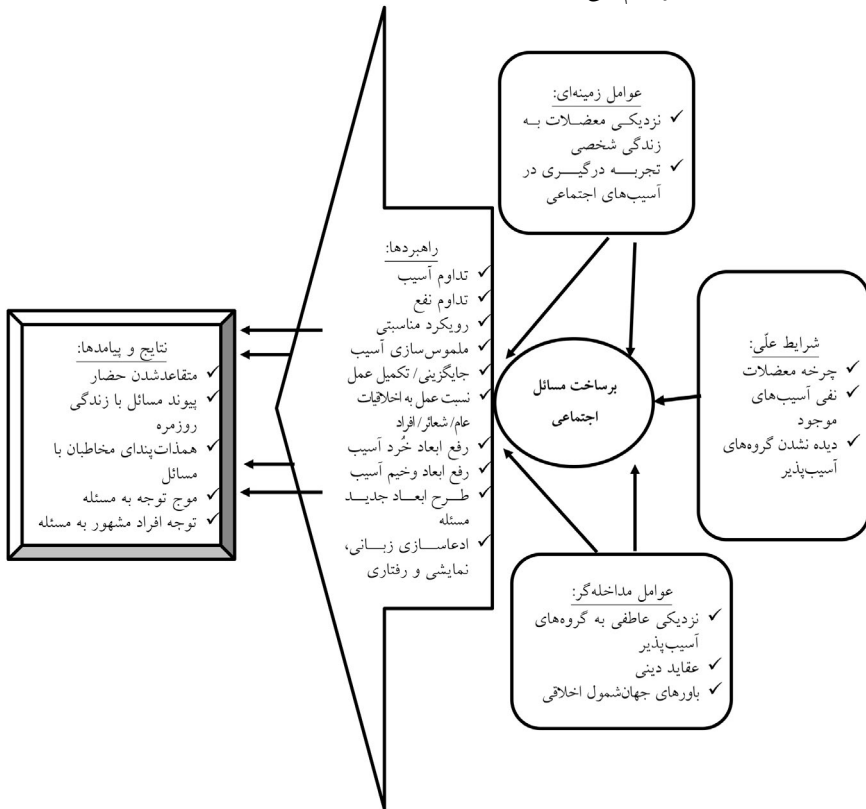 عوامل زمینه‌ای:
✓ نزدیکی معضلات به
زندگی شخصی
✓ تجربه درگیری در
آسیب‌های اجتماعی
شرایط علّی:
✓ چرخه معضلات
✓ نفی آسیب‌های
موجود
✓ دیده نشدن گروه‌های
آسیب‌پذیر
برساخت مسائل
اجتماعی
عوامل مداخله‌گر:
✓ نزدیکی عاطفی به گروه‌های
آسیب‌پذیر
✓ عقاید دینی
✓ باورهای جهان‌شمول اخلاقی
راهبردها:
✓ تداوم آسیب
✓ تداوم نفع
✓ رویکرد مناسبتی
✓ ملموس‌سازی آسیب
✓ جایگزینی/ تکمیل عمل
✓ نسبت عمل به اخلاقیات
عام/ شعائر/ افراد
✓ رفع ابعاد خُرد آسیب
✓ رفع ابعاد وخیم آسیب
✓ طرح ابعاد جدید
مسئله
✓ ادعاسازی زبانی،
نمایشی و رفتاری
نتایج و پیامدها:
✓ متقاعدشدن حضار
✓ پیوند مسائل با زندگی
روزمره
✓ همذات‌پندای مخاطبان با
مسائل
✓ موج توجه به مسئله
✓ توجه افراد مشهور به مسئله